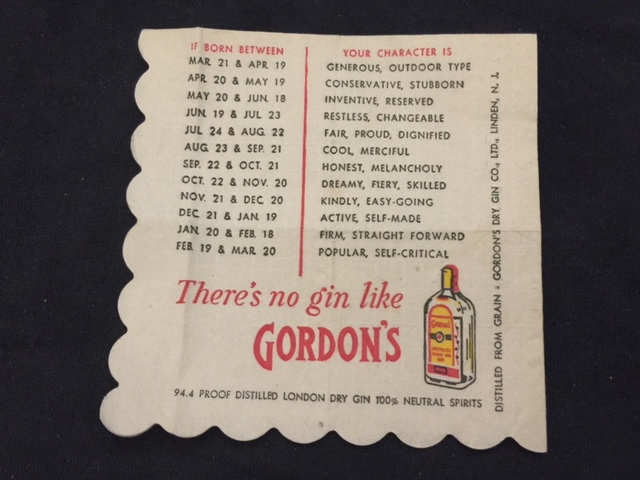 IF BORN BETWEEN YOUR CHARACTER IS
MAR. 21 & APR. 19 GENEROUS, OUTDOOR TYPE
APR. 20 & MAY 19 CONSERVATIVE, STUBBORN
MAY 20 & JUN. 18 INVENTIVE, RESERVED
JUN. 19 & JUL 23 RESTLESS, CHANGEABLE
JUL 24 & AUG. 22 FAIR, PROUD, DIGNIFIED
AUG. 23 & SEP. 21 COOL, MERCIFUL
SEP. 22 & OCT. 21 HONEST, MELANCHOLY
OCT. 22 & NOV. 20 DREAMY, FIERY, SKILLED
NOV. 21 & DEC. 20 KINDLY, EASY-GOING
DEC. 21 & JAN. 19 ACTIVE, SELF-MADE
JAN. 20 & FEB. 18 FIRM, STRAIGHT FORWARD
FEB. 19 & MAR. 20 POPULAR, SELF-CRITICAL
There's no gin like
GORDON'S
Gordon's
94.4 PROOF DISTILLED LONDON DRY GIN 100% NEUTRAL SPIRITS
DISTILLED FROM GRAIN • GORDON'S DRY GIN CO., LTD., LINDEN, N. J.